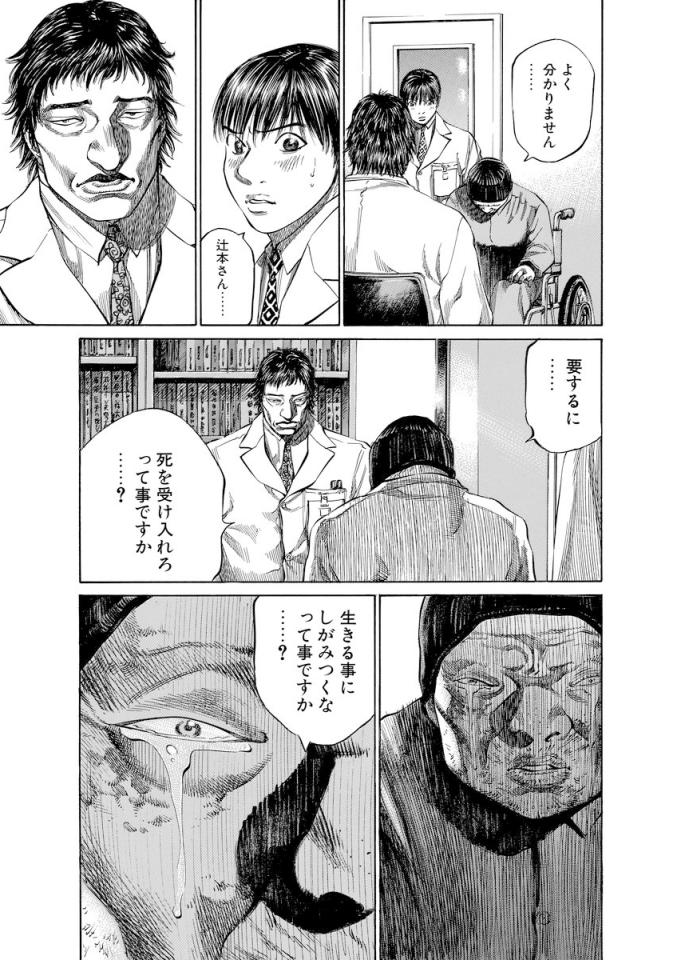 よく
分かりません
……
辻本さん……
要するに
……
死を受け入れろ
って事ですか
……?
生きる事に
しがみつくな
って事ですか
……?